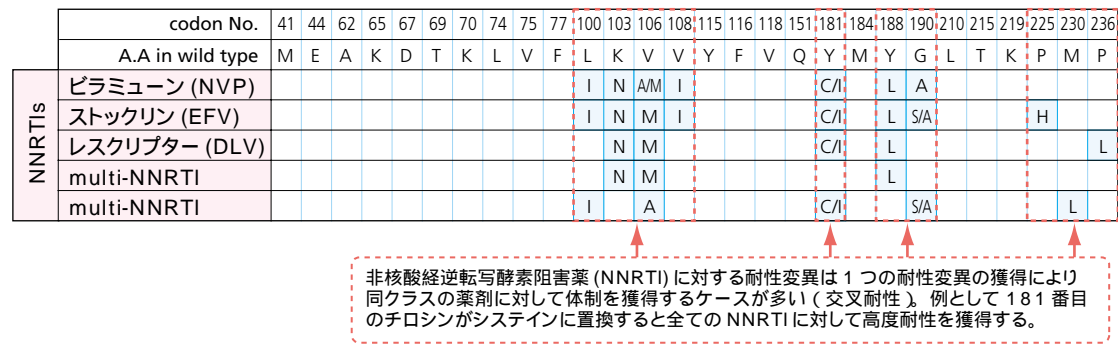 codon No. 41 44 62 65 67 69 70 74 75 77 100 103 106 108 115 116 118 151 181 184 188 190 210 215 219 225 230 236
A.A in wild type M E A K D T K L V F L K V V Y F V Q Y M Y G L T K P M P
NNRTIs
ビラミューン (NVP) I N A/M I C/I L A
ストックリン (EFV) I N M I C/I L S/A H
レスクリプター (DLV) N M C/I L L
multi-NNRTI N M L
multi-NNRTI I A C/I S/A L
非核酸経逆転写酵素阻害薬 (NNRTI) に対する耐性変異は 1 つの耐性変異の獲得により
同クラスの薬剤に対して体制を獲得するケースが多い ( 交叉耐性 )。例として 181 番目
のチロシンがシステインに置換すると全ての NNRTI に対して高度耐性を獲得する。